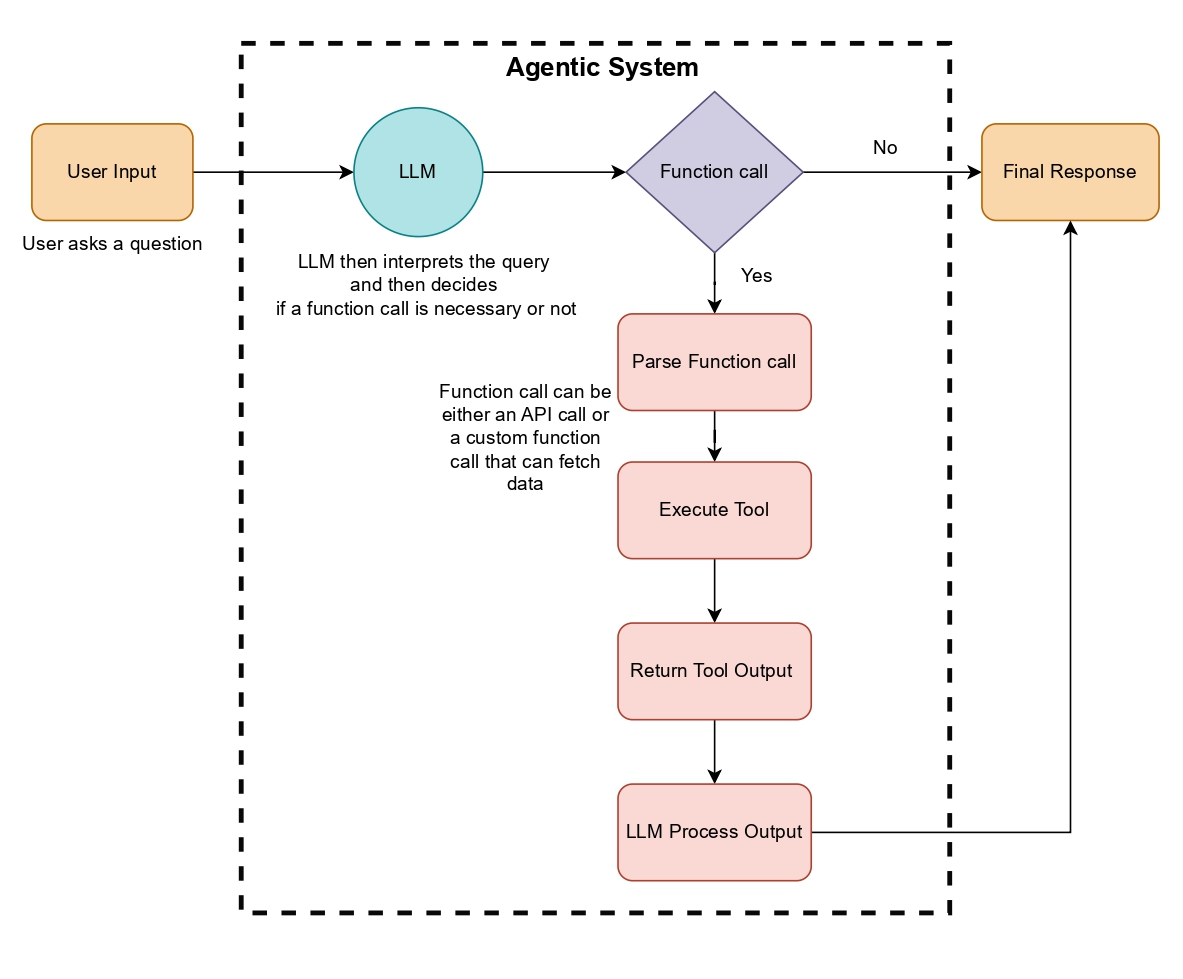 Agentic System
User Input
LLM
Function call
No
Final Response
User asks a question
LLM then interprets the query
and then decides
if a function call is necessary or not
Yes
Parse Function call
Function call can be
either an API call or
a custom function
call that can fetch
data
Execute Tool
Return Tool Output
LLM Process Output